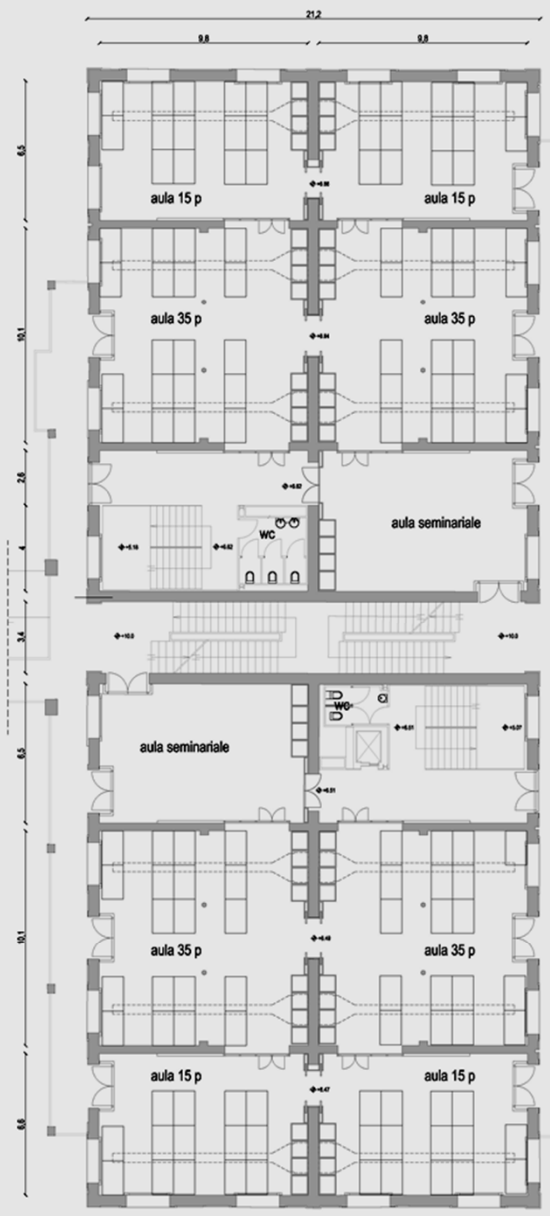 21,2
9,8 9,8
6,5
aula 15 p aula 15 p
10,1
aula 35 p aula 35 p
2,6
aula seminariale
WC
4
3,4
+10.0 +10.0
WC
aula seminariale
6,5
10,1
aula 35 p aula 35 p
aula 15 p aula 15 p
6,6